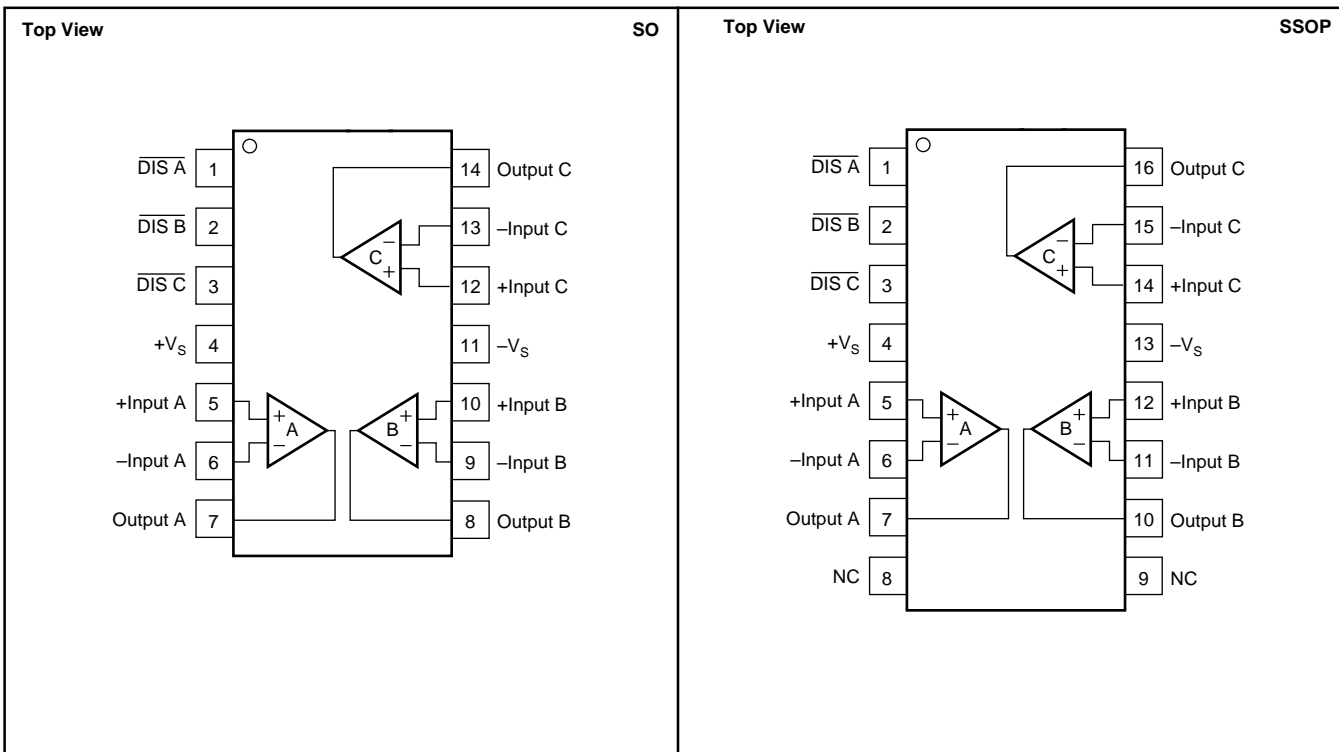 Top View SO
DIS A 1 14 Output C
DIS B 2 13 –Input C
C – +
DIS C 3 12 +Input C
+VS 4 11 –VS
+Input A 5 10 +Input B
+ A – + B –
–Input A 6 9 –Input B
Output A 7 8 Output B
Top View SSOP
DIS A 1 16 Output C
DIS B 2 15 –Input C
C – +
DIS C 3 14 +Input C
+VS 4 13 –VS
+Input A 5 12 +Input B
+ A – + B –
–Input A 6 11 –Input B
Output A 7 10 Output B
NC 8 9 NC